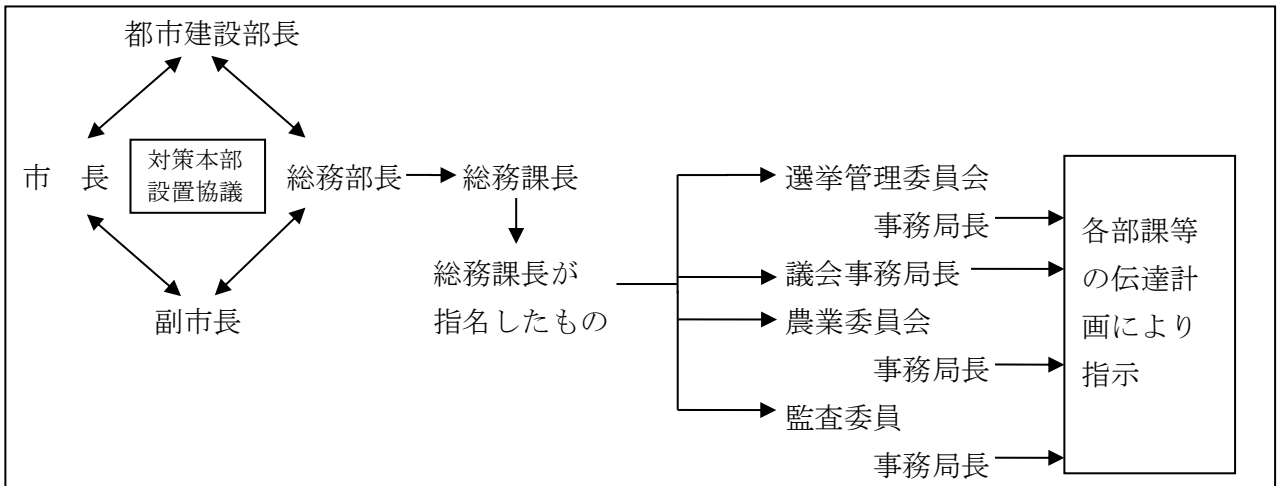 都市建設部長
市　長
対策本部
設置協議
総務部長
総務課長
副市長
総務課長が
指名したもの
選挙管理委員会
事務局長
議会事務局長
農業委員会
事務局長
監査委員
事務局長
各部課等
の伝達計
画により
指示